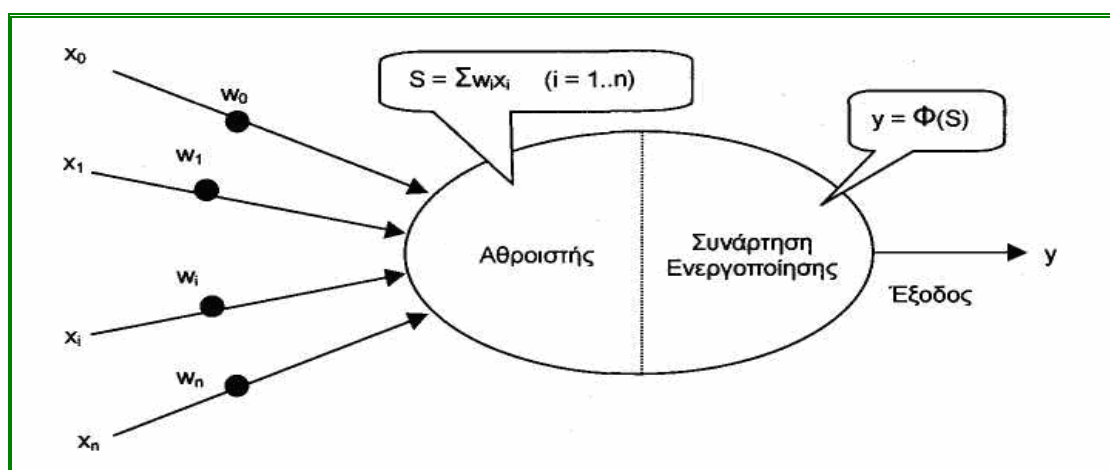 x₀
w₀
S = Σwᵢxᵢ (i = 1..n)
y = Φ(S)
x₁
w₁
Αθροιστής
Συνάρτηση
Ενεργοποίησης
y
Έξοδος
wᵢ
xᵢ
wₙ
xₙ